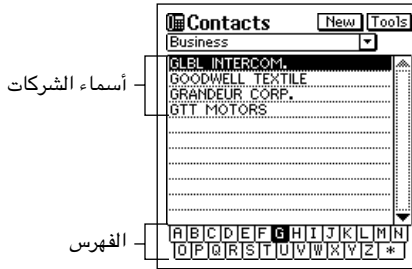 Contacts New Tools
Business
GLBL INTERCOM.
GOODWELL TEXTILE
GRANDEUR CORP.
GTT MOTORS
أسماء الشركات
A B C D E F G H I J K L M N
O P Q R S T U V W X Y Z *
الفهرس